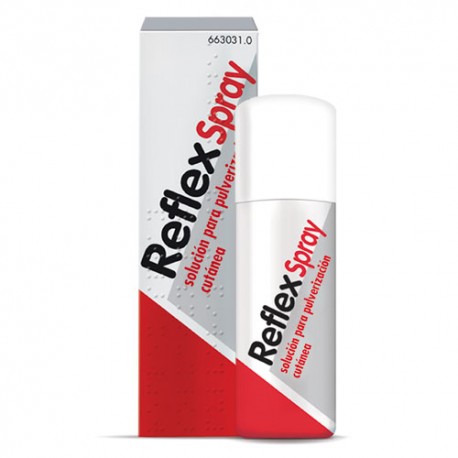 663031.0
Reflex Spray
solución para pulverización
cutánea
Reflex Spray
solución para pulverización
cutánea